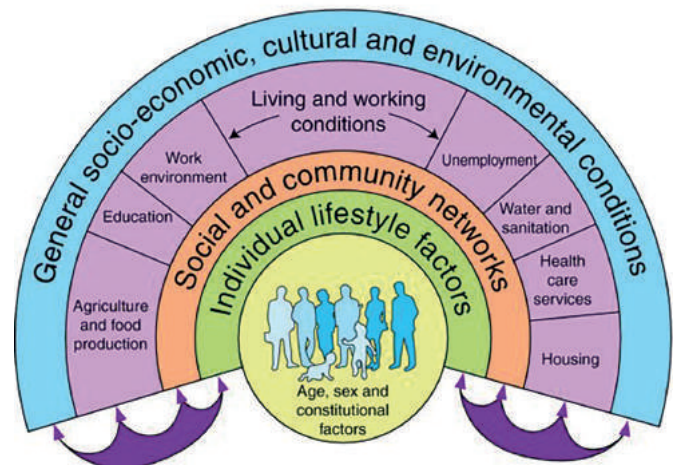 General socio-economic, cultural and environmental conditions
Living and working
conditions
Work
environment
Education
Agriculture
and food
production
Unemployment
Water and
sanitation
Health
care
services
Housing
Social and community networks
Individual lifestyle factors
Age, sex and
constitutional
factors